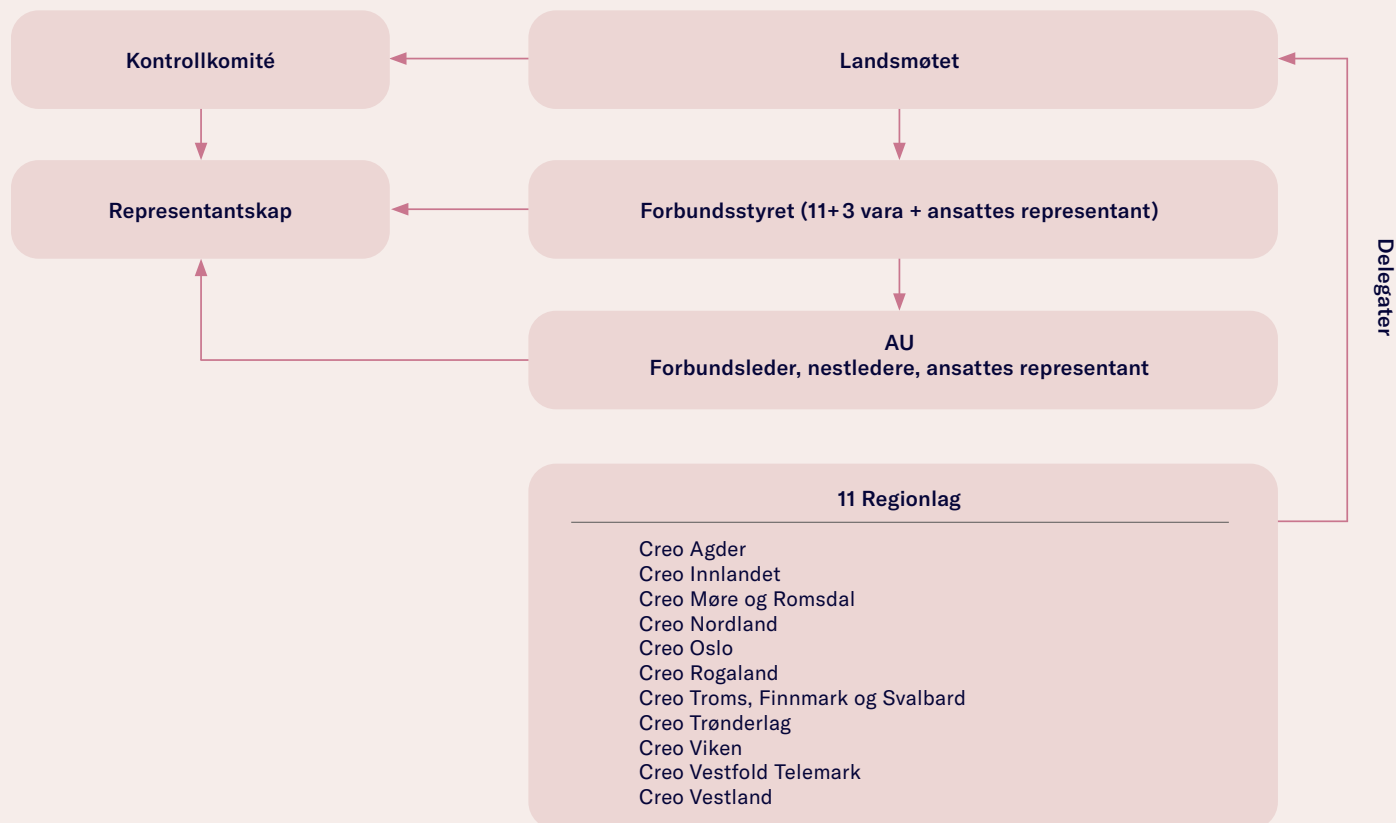 Kontrollkomité
Landsmøtet
Representantskap
Forbundsstyret (11+3 vara + ansattes representant)
Delegater
AU
Forbundsleder, nestledere, ansattes representant
11 Regionlag
Creo Agder
Creo Innlandet
Creo Møre og Romsdal
Creo Nordland
Creo Oslo
Creo Rogaland
Creo Troms, Finnmark og Svalbard
Creo Trønderlag
Creo Viken
Creo Vestfold Telemark
Creo Vestland